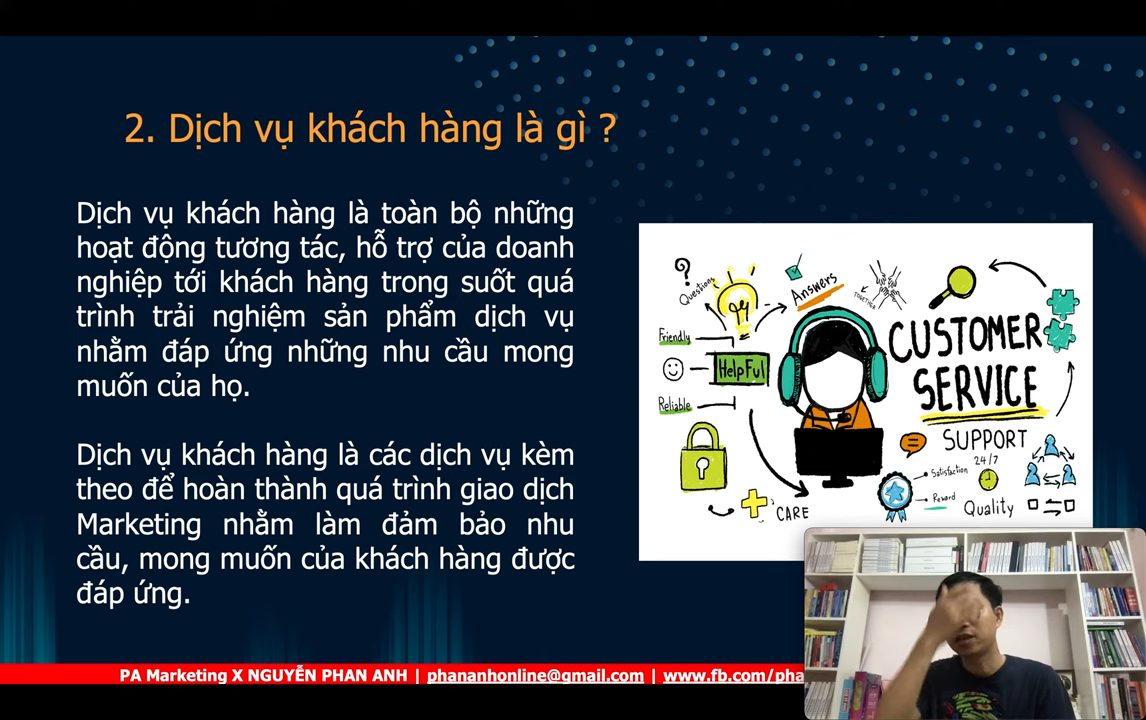 2. Dịch vụ khách hàng là gì ?
Dịch vụ khách hàng là toàn bộ những
hoạt động tương tác, hỗ trợ của doanh
nghiệp tới khách hàng trong suốt quá
trình trải nghiệm sản phẩm dịch vụ
nhằm đáp ứng những nhu cầu mong
muốn của họ.
Dịch vụ khách hàng là các dịch vụ kèm
theo để hoàn thành quá trình giao dịch
Marketing nhằm làm đảm bảo nhu
cầu, mong muốn của khách hàng được
đáp ứng.
?
Questions
Answers
TOGETHER
Friendly
HelpFul
Reliable
CUSTOMER
SERVICE
SUPPORT
24/7
Satisfaction
Reward
Quality
CARE
PA Marketing X NGUYỄN PHAN ANH | phananhonline@gmail.com | www.fb.com/pha